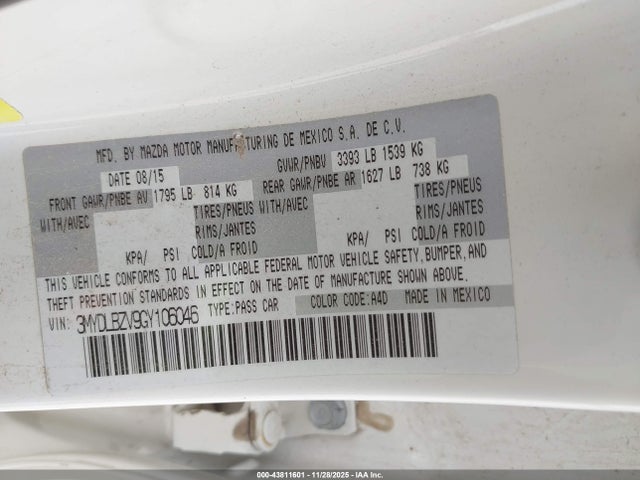 MFD. BY MAZDA MOTOR MANUFACTURING DE MEXICO S.A. DE C.V.
DATE 08/15 GVWR/PNBV 3393 LB 1539 KG
FRONT GAWR/PNBE AV 1795 LB 814 KG REAR GAWR/PNBE AR 1627 LB 738 KG
WITH/AVEC TIRES/PNEUS WITH/AVEC TIRES/PNEUS
RIMS/JANTES RIMS/JANTES
KPA/ PSI COLD/A FROID KPA/ PSI COLD/A FROID
THIS VEHICLE CONFORMS TO ALL APPLICABLE FEDERAL MOTOR VEHICLE SAFETY, BUMPER, AND
THEFT PREVENTION STANDARDS IN EFFECT ON THE DATE OF MANUFACTURE SHOWN ABOVE.
VIN: 3MYDLBZV9GY106046 TYPE:PASS CAR COLOR CODE:A4D MADE IN MEXICO
000-43811601 - 11/28/2025 - © IAA, Inc.